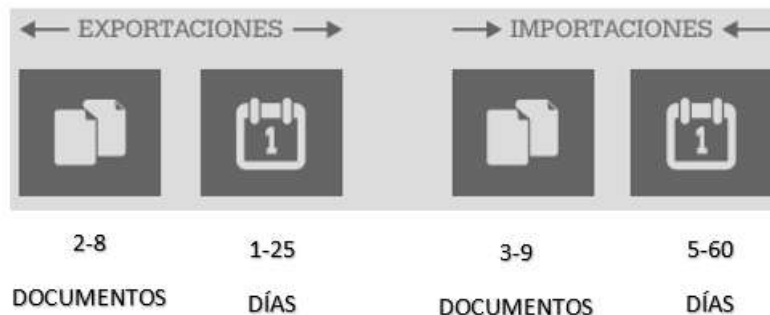 EXPORTACIONES
IMPORTACIONES
1
1
2-8
DOCUMENTOS
1-25
DÍAS
3-9
DOCUMENTOS
5-60
DÍAS